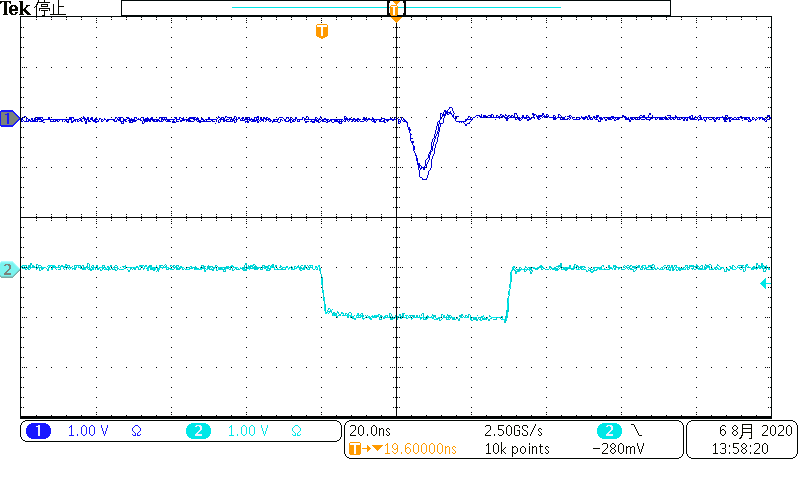 Tek 停止
T
T
1
2
1 1.00 V Ω 2 1.00 V Ω
20.0ns 2.50GS/s 2
T→▼19.60000ns 10k points −280mV
6 8月 2020
13:58:20